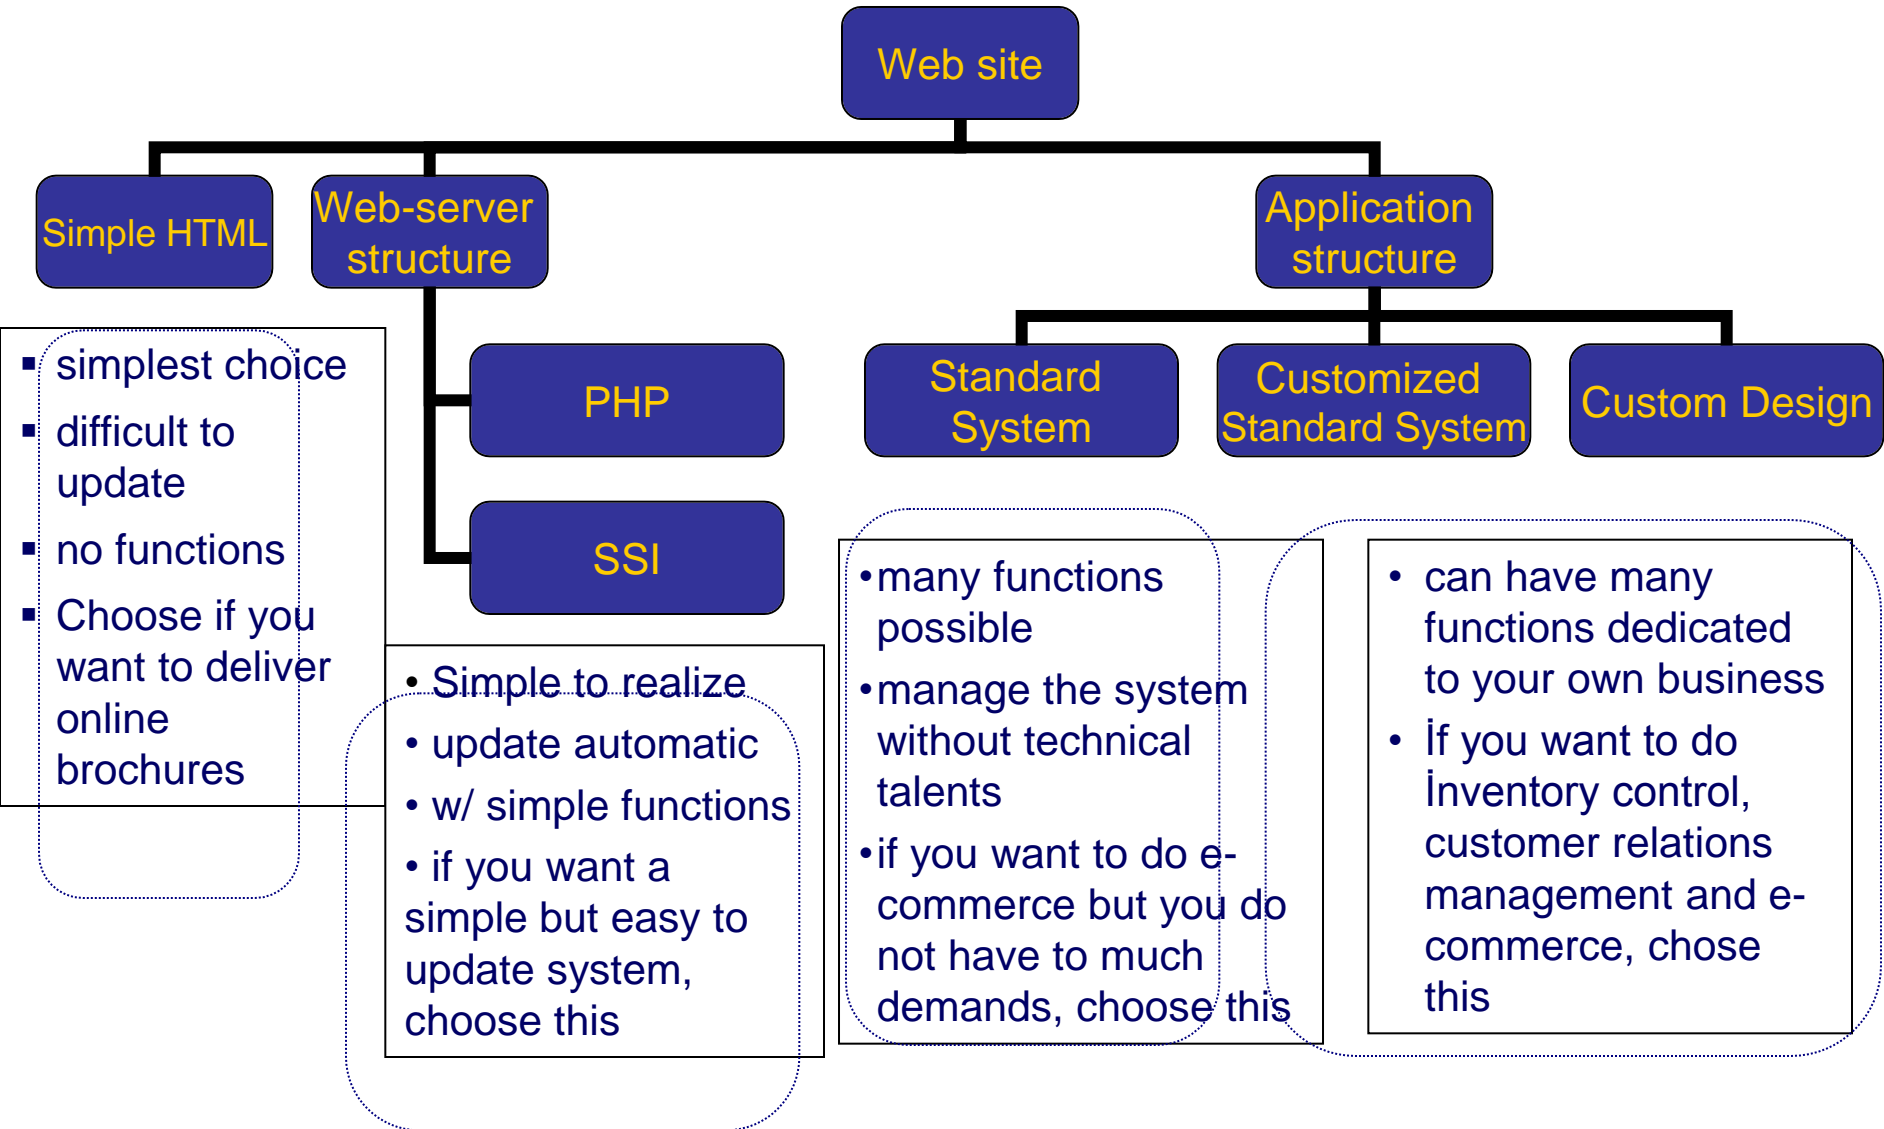 Web site
Simple HTML
Web-server
structure
Application
structure
PHP
SSI
Standard
System
Customized
Standard System
Custom Design
▪ simplest choice
▪ difficult to
update
▪ no functions
▪ Choose if you
want to deliver
online
brochures
• Simple to realize
• update automatic
• w/ simple functions
• if you want a
simple but easy to
update system,
choose this
•many functions
possible
•manage the system
without technical
talents
•if you want to do e-
commerce but you do
not have to much
demands, choose this
• can have many
functions dedicated
to your own business
• İf you want to do
İnventory control,
customer relations
management and e-
commerce, chose
this